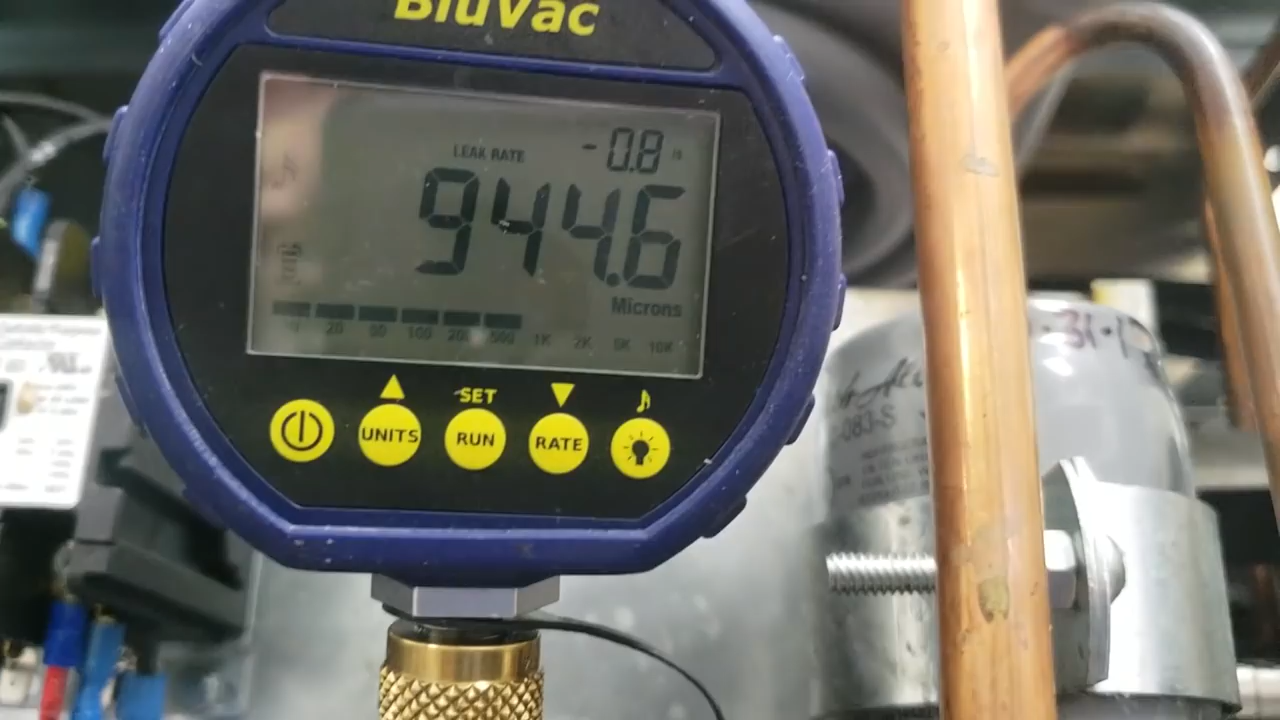 BluVac
LEAK RATE -0.8
944.6
Microns
20 50 100 200 500 1K 2K 5K 10K
SET
UNITS RUN RATE
083-S